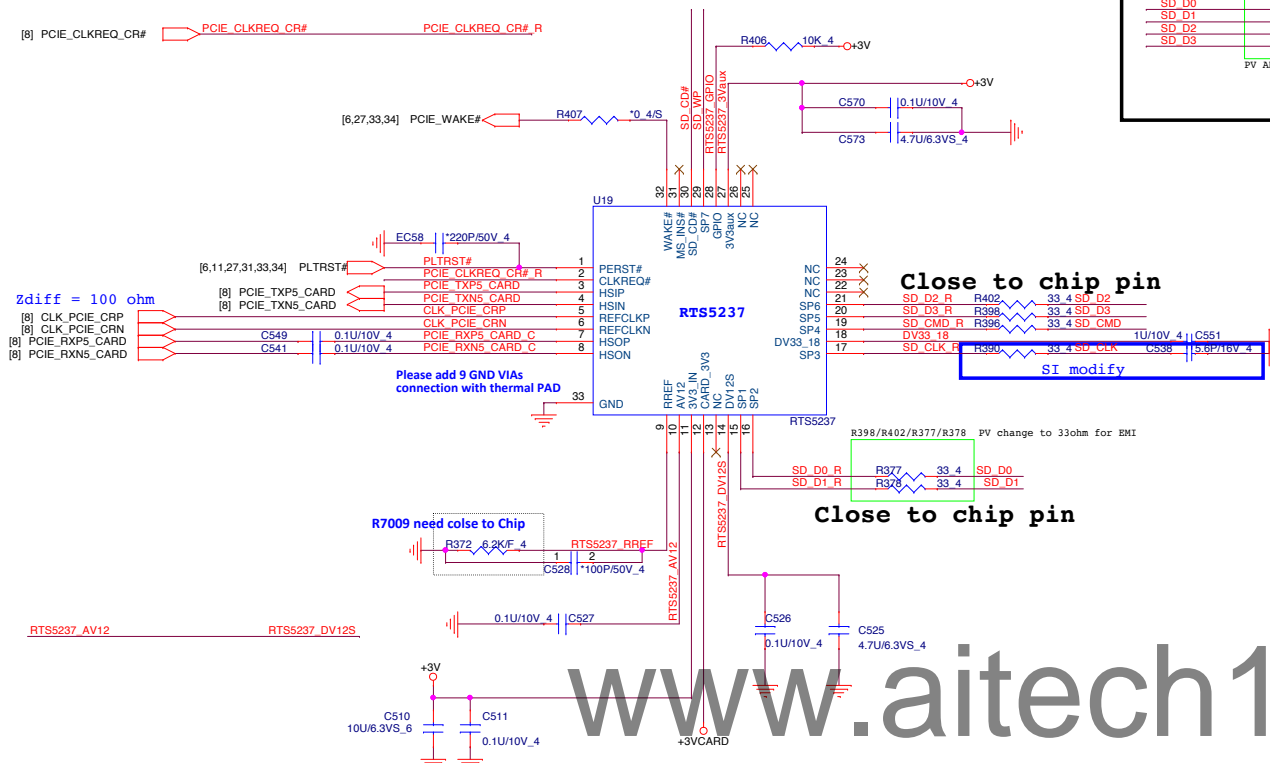 SD_D0
SD_D1
SD_D2
SD_D3
[8] PCIE_CLKREQ_CR# PCIE_CLKREQ_CR# PCIE_CLKREQ_CR#_R
R406 10K_4 +3V
+3V
C570 0.1U/10V_4
C573 4.7U/6.3VS_4
[6,27,33,34] PCIE_WAKE# R407 *0_4/S
SD_CD#
SD_WP
RTS5237_GPIO
RTS5237_3Vaux
32 31 30 29 28 27 26 25
U19
WAKE# MS_INS# SD_CD# SP7 GPIO 3V3aux NC NC
EC58 *220P/50V_4
[6,11,27,31,33,34] PLTRST# PLTRST# 1 PERST#
PCIE_CLKREQ_CR#_R 2 CLKREQ#
[8] PCIE_TXP5_CARD PCIE_TXP5_CARD 3 HSIP
[8] PCIE_TXN5_CARD PCIE_TXN5_CARD 4 HSIN
Zdiff = 100 ohm
[8] CLK_PCIE_CRP CLK_PCIE_CRP 5 REFCLKP
[8] CLK_PCIE_CRN CLK_PCIE_CRN 6 REFCLKN
[8] PCIE_RXP5_CARD C549 0.1U/10V_4 PCIE_RXP5_CARD_C 7 HSOP
[8] PCIE_RXN5_CARD C541 0.1U/10V_4 PCIE_RXN5_CARD_C 8 HSON
RTS5237
NC 24
NC 23
NC 22
Close to chip pin
SP6 21 SD_D2_R R402 33_4 SD_D2
SP5 20 SD_D3_R R398 33_4 SD_D3
SP4 19 SD_CMD_R R396 33_4 SD_CMD
DV33_18 18 DV33_18 1U/10V_4 C551
SP3 17 SD_CLK_R R390 33_4 SD_CLK C538 5.6P/16V_4
SI modify
Please add 9 GND VIAs
connection with thermal PAD
33 GND
RREF AV12 3V3_IN CARD_3V3 NC DV12S SP1 SP2
9 10 11 12 13 14 15 16
RTS5237
R398/R402/R377/R378 PV change to 33ohm for EMI
SD_D0_R R377 33_4 SD_D0
SD_D1_R R378 33_4 SD_D1
Close to chip pin
RTS5237_DV12S
R7009 need colse to Chip
R372 6.2K/F_4 RTS5237_RREF
1 2
C528 *100P/50V_4
RTS5237_AV12
0.1U/10V_4 C527
RTS5237_AV12 RTS5237_DV12S
C526
0.1U/10V_4
C525
4.7U/6.3VS_4
+3V
C510
10U/6.3VS_6
C511
0.1U/10V_4
+3VCARD
www.aitech1